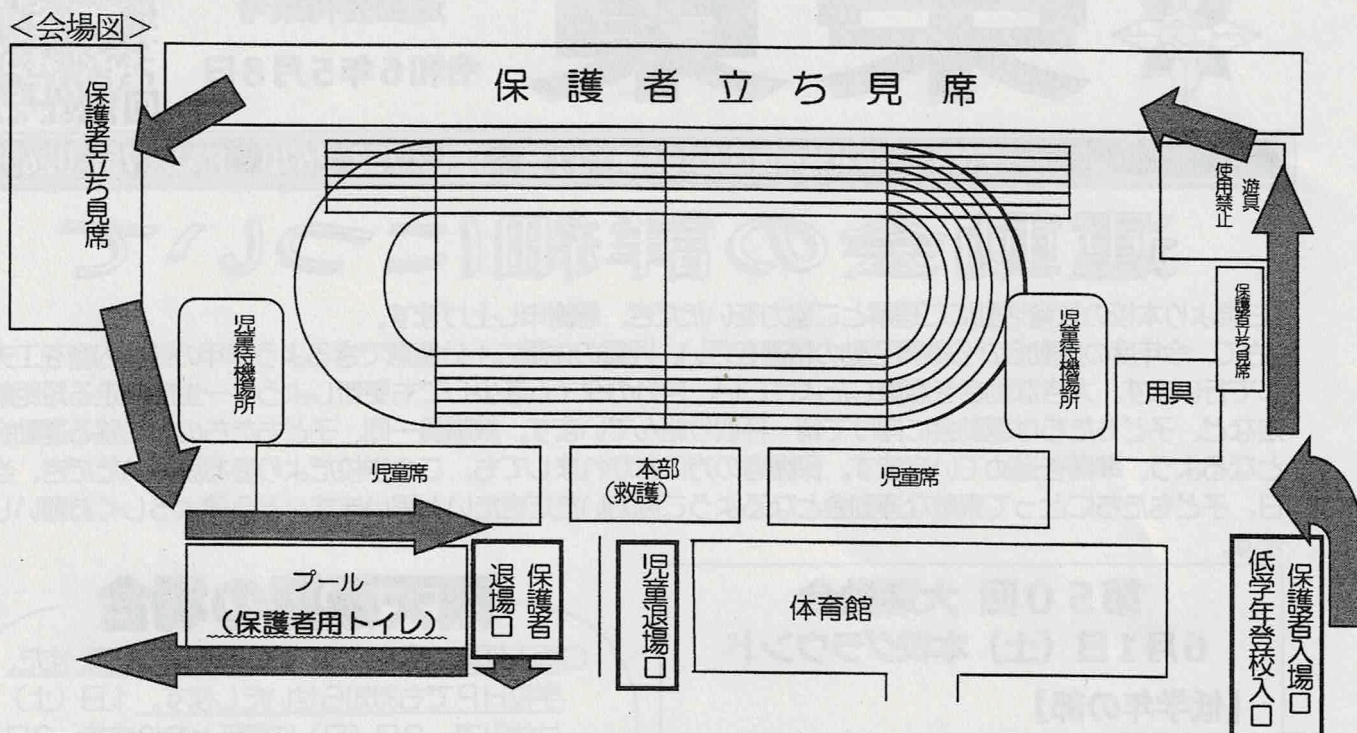 <会場図>
保護者立ち見席
保護者立ち見席
遊具
使用禁止
保護者立ち見席
児童待機場所
児童待機場所
用具
児童席
本部
(救護)
児童席
プール
(保護者用トイレ)
保護者
退場口
児童退場口
体育館
保護者入場口
低学年登校入口